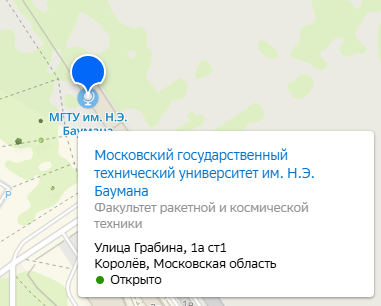 МГТУ им. Н.Э.
Баумана
Московский государственный
технический университет им. Н.Э.
Баумана
Факультет ракетной и космической
техники
Улица Грабина, 1а ст1
Королёв, Московская область
Открыто
P
1в